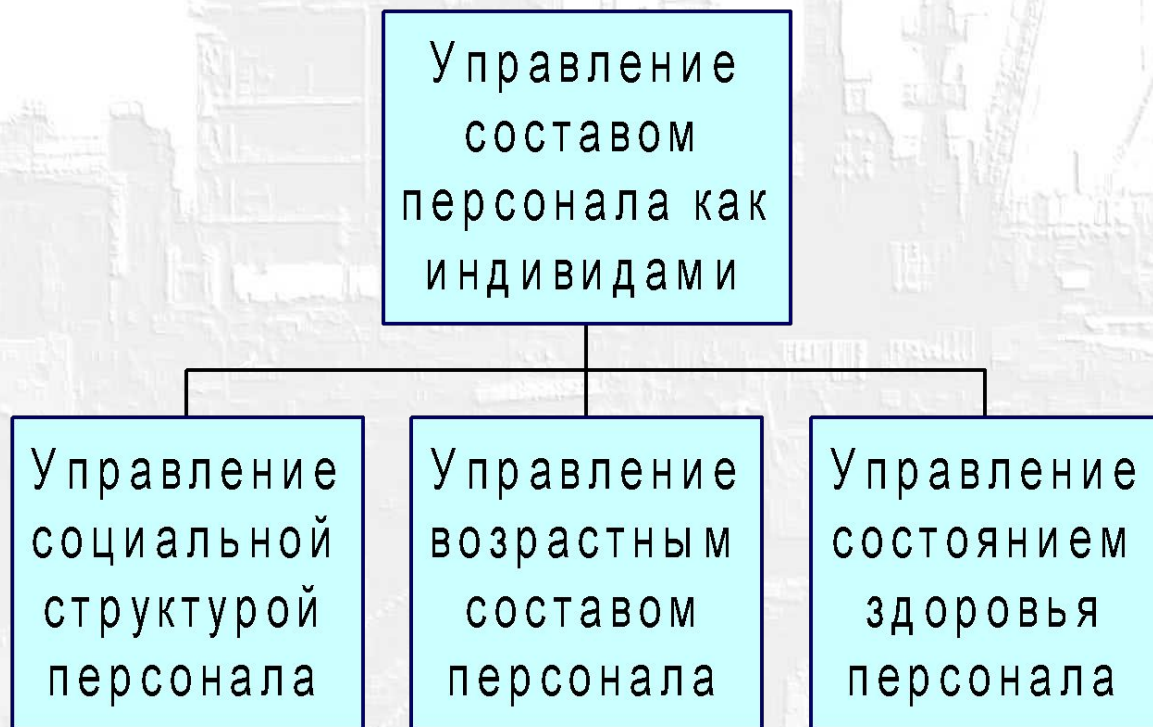 Управление
составом
персонала как
индивидами
Управление
социальной
структурой
персонала
Управление
возрастным
составом
персонала
Управление
состоянием
здоровья
персонала